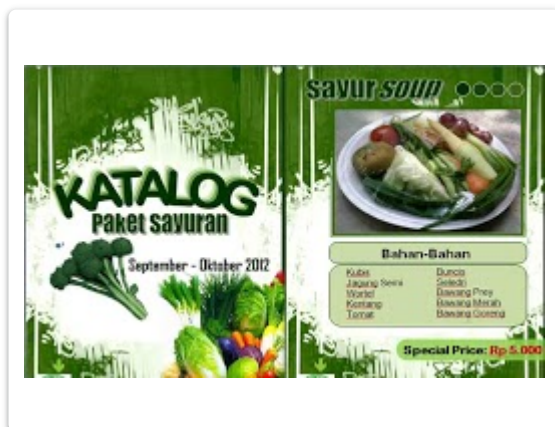 KATALOG
Paket Sayuran
September - Oktober 2012
sayur soup
Bahan-Bahan
Kubis
Jagung Semi
Wortel
Kentang
Tomat
Buncis
Seledri
Bawang Prey
Bawang Merah
Bawang Goreng
Special Price: Rp 5.000